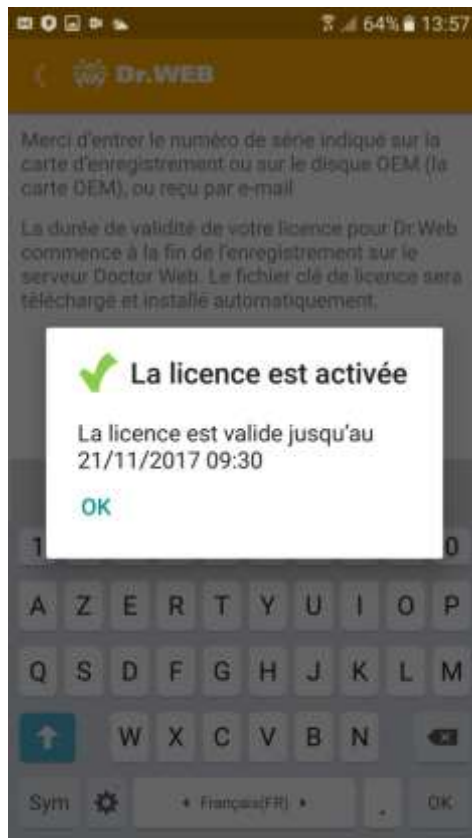 64% 13:57
Dr.WEB
Merci d'entrer le numéro de série indiqué sur la
carte d'enregistrement ou sur le disque OEM (la
carte OEM), ou reçu par e-mail
La durée de validité de votre licence pour Dr.Web
commence à la fin de l'enregistrement sur le
serveur Doctor Web. Le fichier clé de licence sera
téléchargé et installé automatiquement.
La licence est activée
La licence est valide jusqu'au
21/11/2017 09:30
OK
1 0
A Z E R T Y U I O P
Q S D F G H J K L M
W X C V B N
Sym Français(FR) . OK